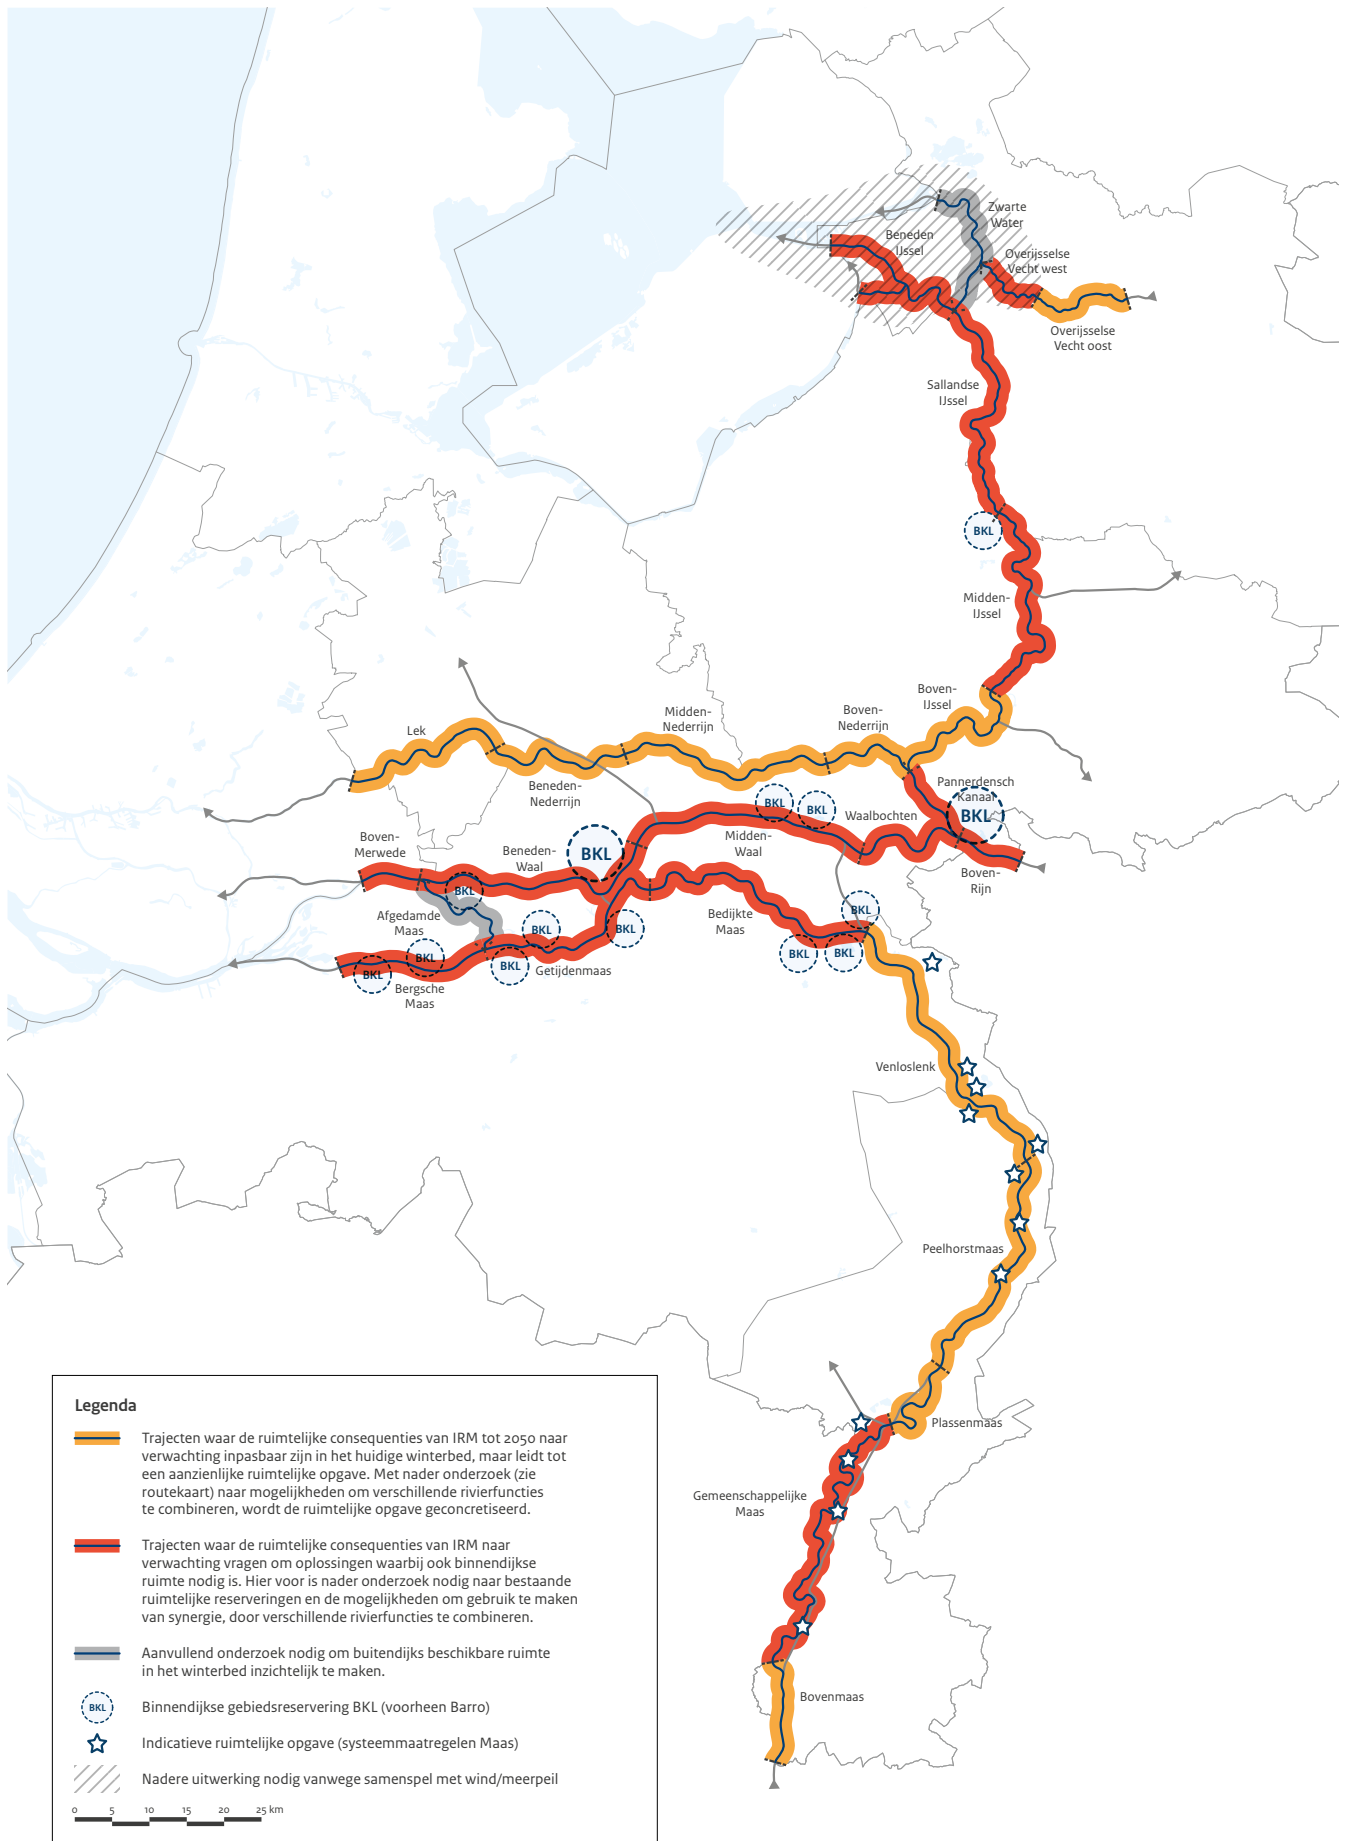 Zwarte
Water
Beneden
IJssel
Overijsselse
Vecht west
Overijsselse
Vecht oost
Sallandse
IJssel
BKL
Midden-
IJssel
Boven-
IJssel
Boven-
Nederrijn
Midden-
Nederrijn
Lek
Beneden-
Nederrijn
Pannerdensch
Kanaal
BKL
BKL
BKL
Waalbochten
Midden-
Waal
Boven-
Rijn
Boven-
Merwede
Beneden-
Waal
BKL
BKL
Afgedamde
Maas
BKL
BKL
Bedijkte
Maas
BKL
BKL
BKL
BKL
BKL
BKL
Getijdenmaas
Bergsche
Maas
Venloslenk
Peelhorstmaas
Plassenmaas
Gemeenschappelijke
Maas
Bovenmaas
Legenda
Trajecten waar de ruimtelijke consequenties van IRM tot 2050 naar
verwachting inpasbaar zijn in het huidige winterbed, maar leidt tot
een aanzienlijke ruimtelijke opgave. Met nader onderzoek (zie
routekaart) naar mogelijkheden om verschillende rivierfuncties
te combineren, wordt de ruimtelijke opgave geconcretiseerd.
Trajecten waar de ruimtelijke consequenties van IRM naar
verwachting vragen om oplossingen waarbij ook binnendijkse
ruimte nodig is. Hier voor is nader onderzoek nodig naar bestaande
ruimtelijke reserveringen en de mogelijkheden om gebruik te maken
van synergie, door verschillende rivierfuncties te combineren.
Aanvullend onderzoek nodig om buitendijks beschikbare ruimte
in het winterbed inzichtelijk te maken.
BKL Binnendijkse gebiedsreservering BKL (voorheen Barro)
Indicatieve ruimtelijke opgave (systeemmaatregelen Maas)
Nadere uitwerking nodig vanwege samenspel met wind/meerpeil
0 5 10 15 20 25 km